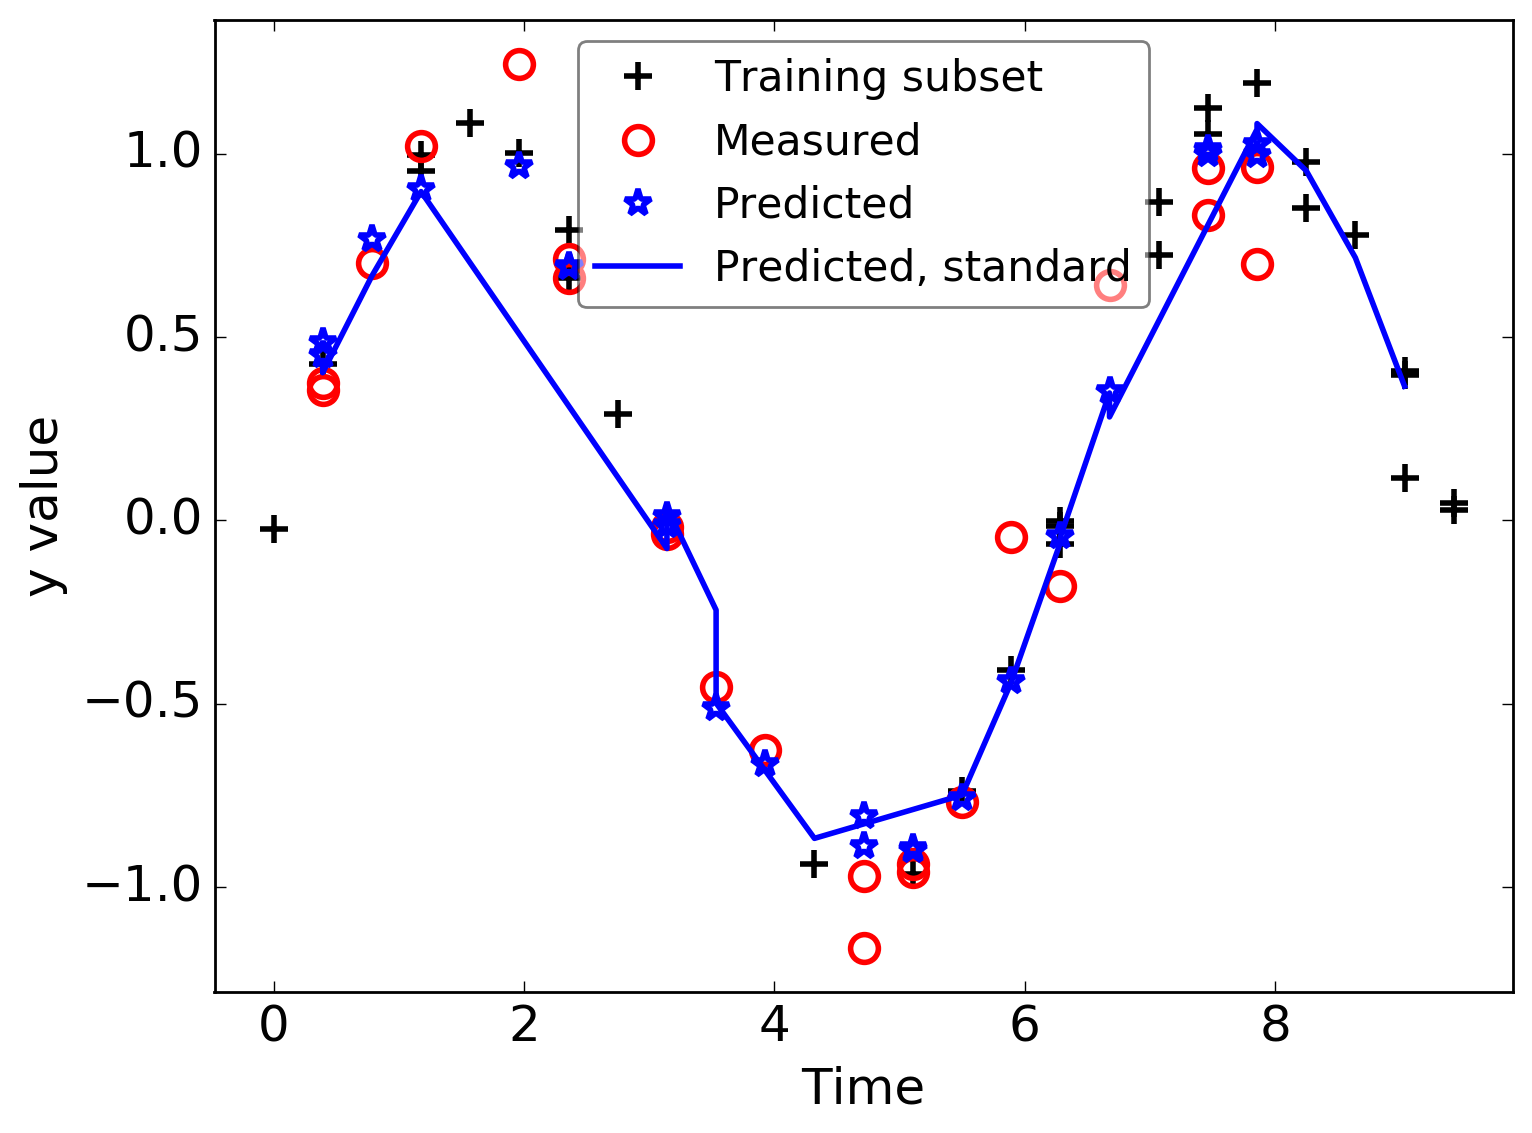 Training subset
Measured
Predicted
Predicted, standard
y value
1.0
0.5
0.0
−0.5
−1.0
0 2 4 6 8
Time